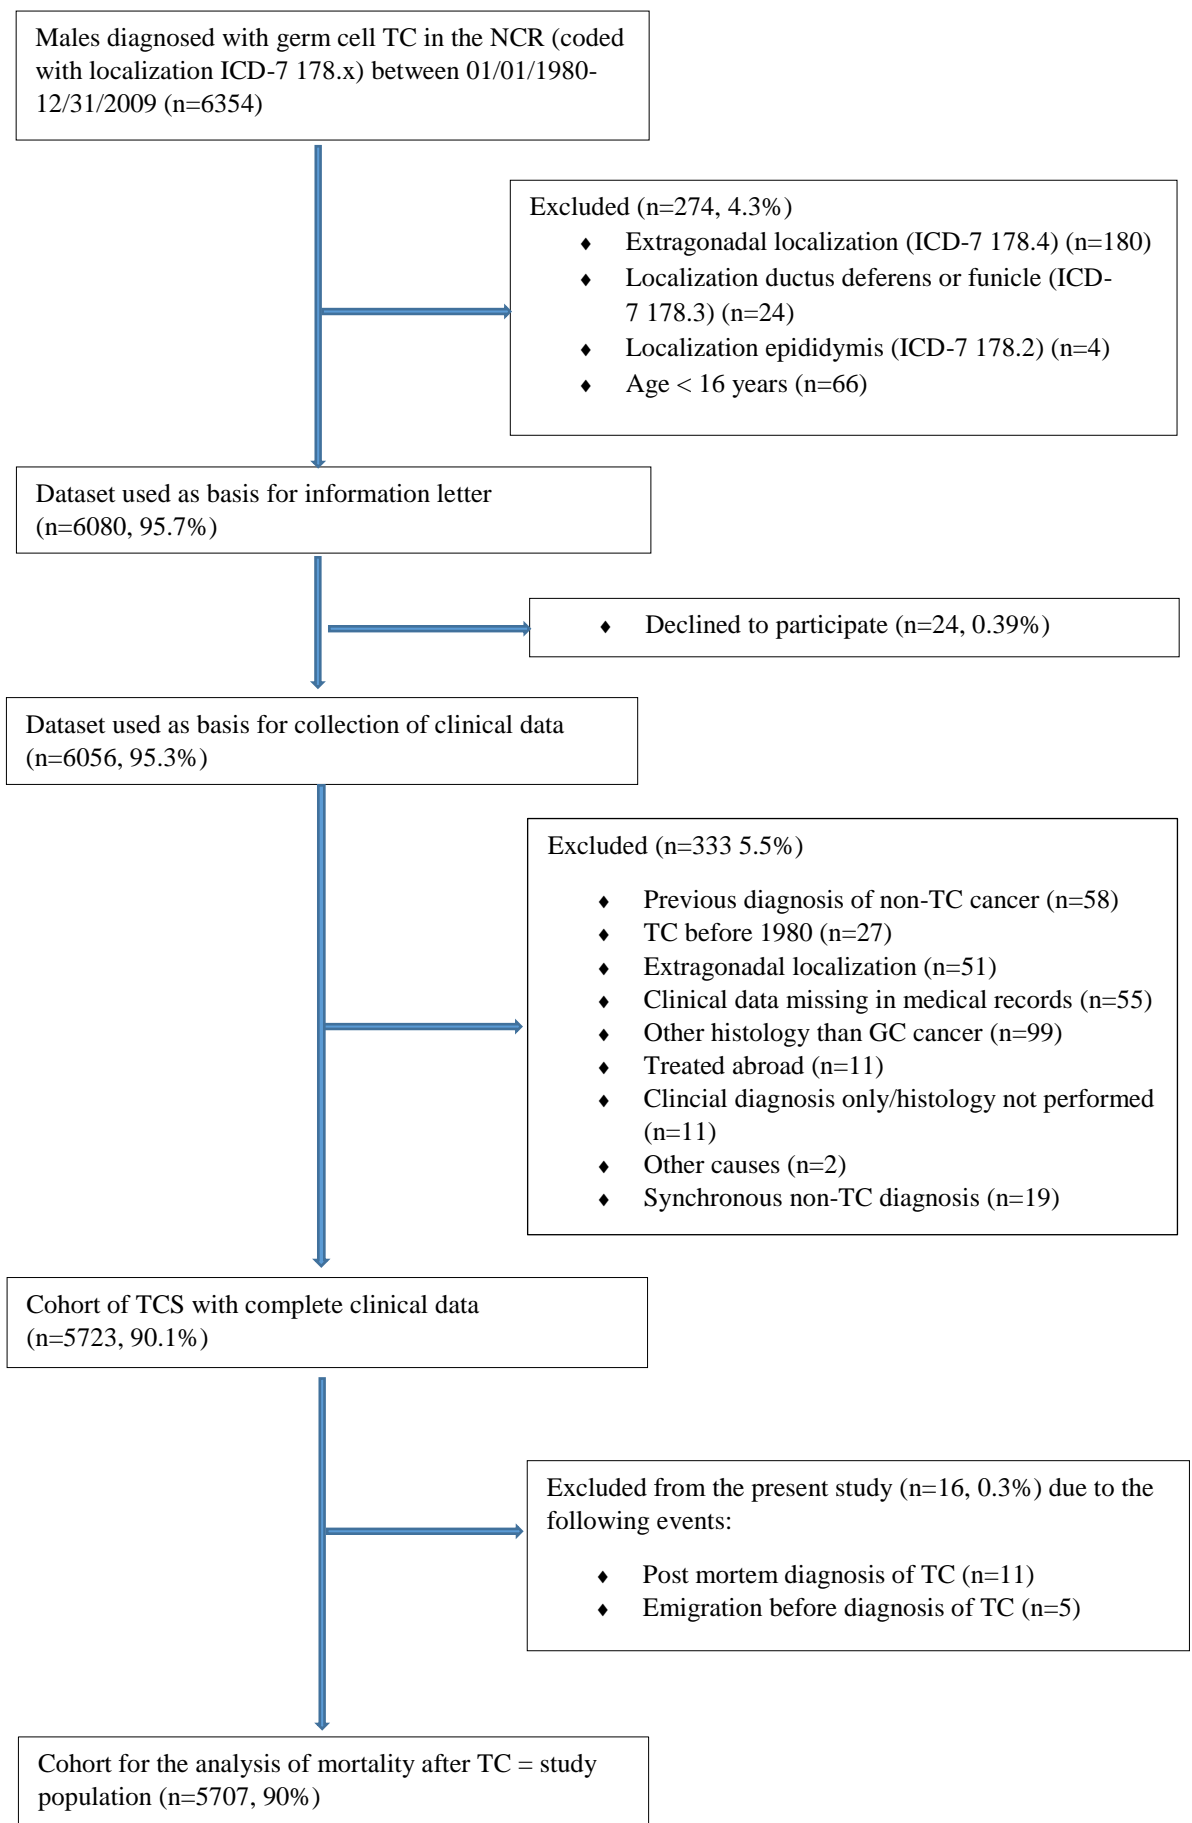 Males diagnosed with germ cell TC in the NCR (coded
with localization ICD-7 178.x) between 01/01/1980-
12/31/2009 (n=6354)
Excluded (n=274, 4.3%)
♦ Extragonadal localization (ICD-7 178.4) (n=180)
♦ Localization ductus deferens or funicle (ICD-
7 178.3) (n=24)
♦ Localization epididymis (ICD-7 178.2) (n=4)
♦ Age < 16 years (n=66)
Dataset used as basis for information letter
(n=6080, 95.7%)
♦ Declined to participate (n=24, 0.39%)
Dataset used as basis for collection of clinical data
(n=6056, 95.3%)
Excluded (n=333 5.5%)
♦ Previous diagnosis of non-TC cancer (n=58)
♦ TC before 1980 (n=27)
♦ Extragonadal localization (n=51)
♦ Clinical data missing in medical records (n=55)
♦ Other histology than GC cancer (n=99)
♦ Treated abroad (n=11)
♦ Clincial diagnosis only/histology not performed
(n=11)
♦ Other causes (n=2)
♦ Synchronous non-TC diagnosis (n=19)
Cohort of TCS with complete clinical data
(n=5723, 90.1%)
Excluded from the present study (n=16, 0.3%) due to the
following events:
♦ Post mortem diagnosis of TC (n=11)
♦ Emigration before diagnosis of TC (n=5)
Cohort for the analysis of mortality after TC = study
population (n=5707, 90%)